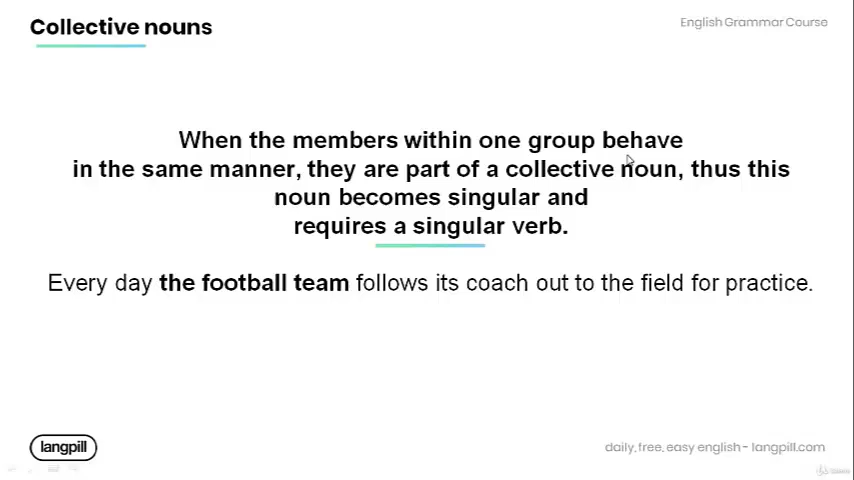 Collective nouns
English Grammar Course
When the members within one group behave
in the same manner, they are part of a collective noun, thus this
noun becomes singular and
requires a singular verb.
Every day the football team follows its coach out to the field for practice.
langpill
daily, free, easy english - langpill.com